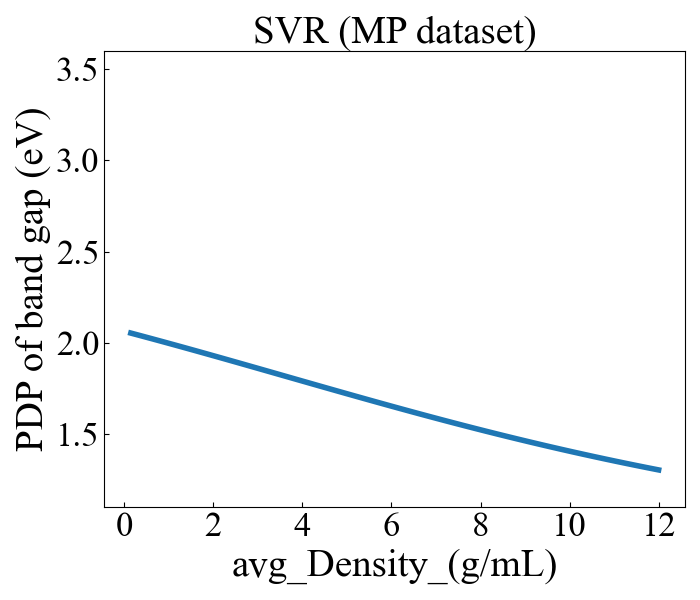 SVR (MP dataset)
PDP of band gap (eV)
3.5
3.0
2.5
2.0
1.5
0 2 4 6 8 10 12
avg_Density_(g/mL)